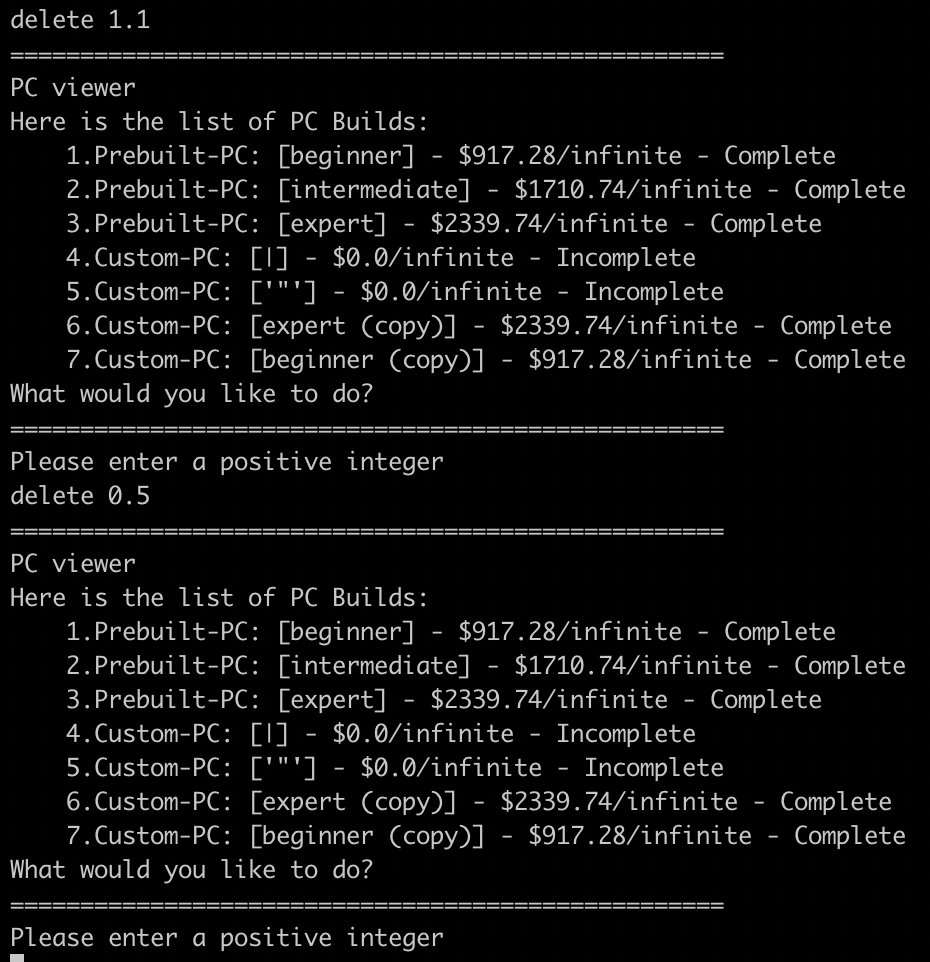 delete 1.1
===================================================
PC viewer
Here is the list of PC Builds:
    1.Prebuilt-PC: [beginner] - $917.28/infinite - Complete
    2.Prebuilt-PC: [intermediate] - $1710.74/infinite - Complete
    3.Prebuilt-PC: [expert] - $2339.74/infinite - Complete
    4.Custom-PC: [|] - $0.0/infinite - Incomplete
    5.Custom-PC: ['"'] - $0.0/infinite - Incomplete
    6.Custom-PC: [expert (copy)] - $2339.74/infinite - Complete
    7.Custom-PC: [beginner (copy)] - $917.28/infinite - Complete
What would you like to do?
===================================================
Please enter a positive integer
delete 0.5
===================================================
PC viewer
Here is the list of PC Builds:
    1.Prebuilt-PC: [beginner] - $917.28/infinite - Complete
    2.Prebuilt-PC: [intermediate] - $1710.74/infinite - Complete
    3.Prebuilt-PC: [expert] - $2339.74/infinite - Complete
    4.Custom-PC: [|] - $0.0/infinite - Incomplete
    5.Custom-PC: ['"'] - $0.0/infinite - Incomplete
    6.Custom-PC: [expert (copy)] - $2339.74/infinite - Complete
    7.Custom-PC: [beginner (copy)] - $917.28/infinite - Complete
What would you like to do?
===================================================
Please enter a positive integer